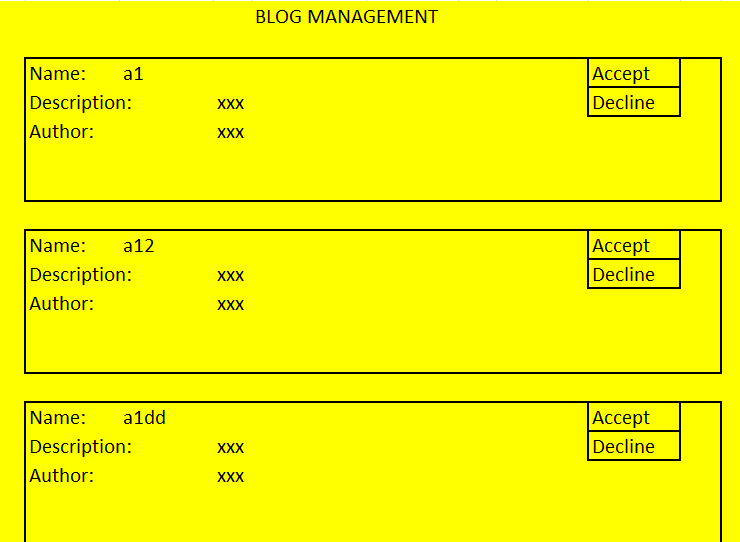 BLOG MANAGEMENT
Name: a1 Accept
Description: xxx Decline
Author: xxx
Name: a12 Accept
Description: xxx Decline
Author: xxx
Name: a1dd Accept
Description: xxx Decline
Author: xxx